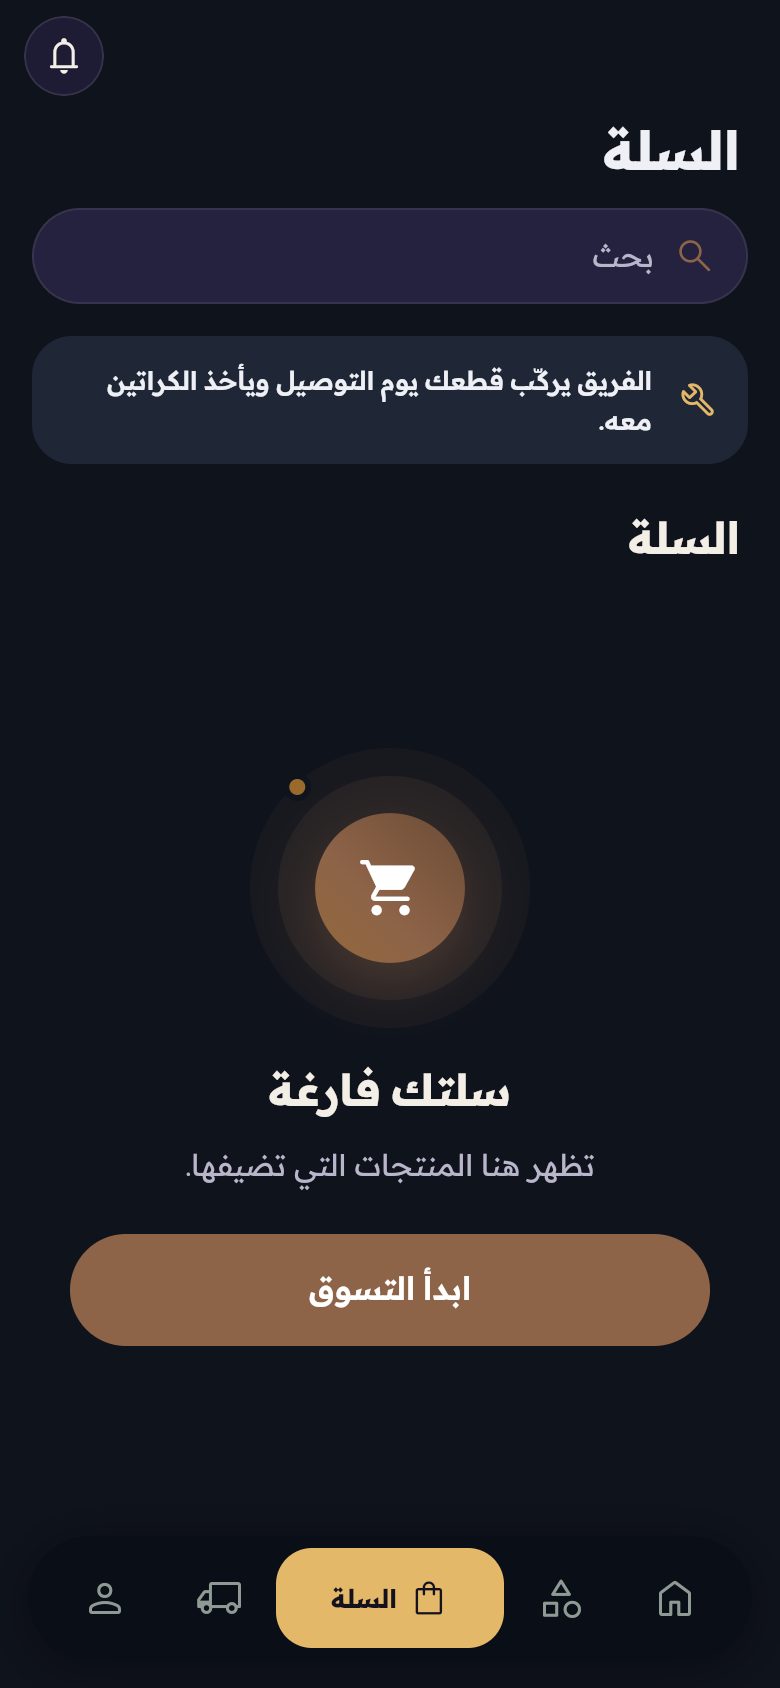 السلة
بحث
الفريق يركّب قطعك يوم التوصيل ويأخذ الكراتين
معه.
السلة
سلتك فارغة
تظهر هنا المنتجات التي تضيفها.
ابدأ التسوق
السلة